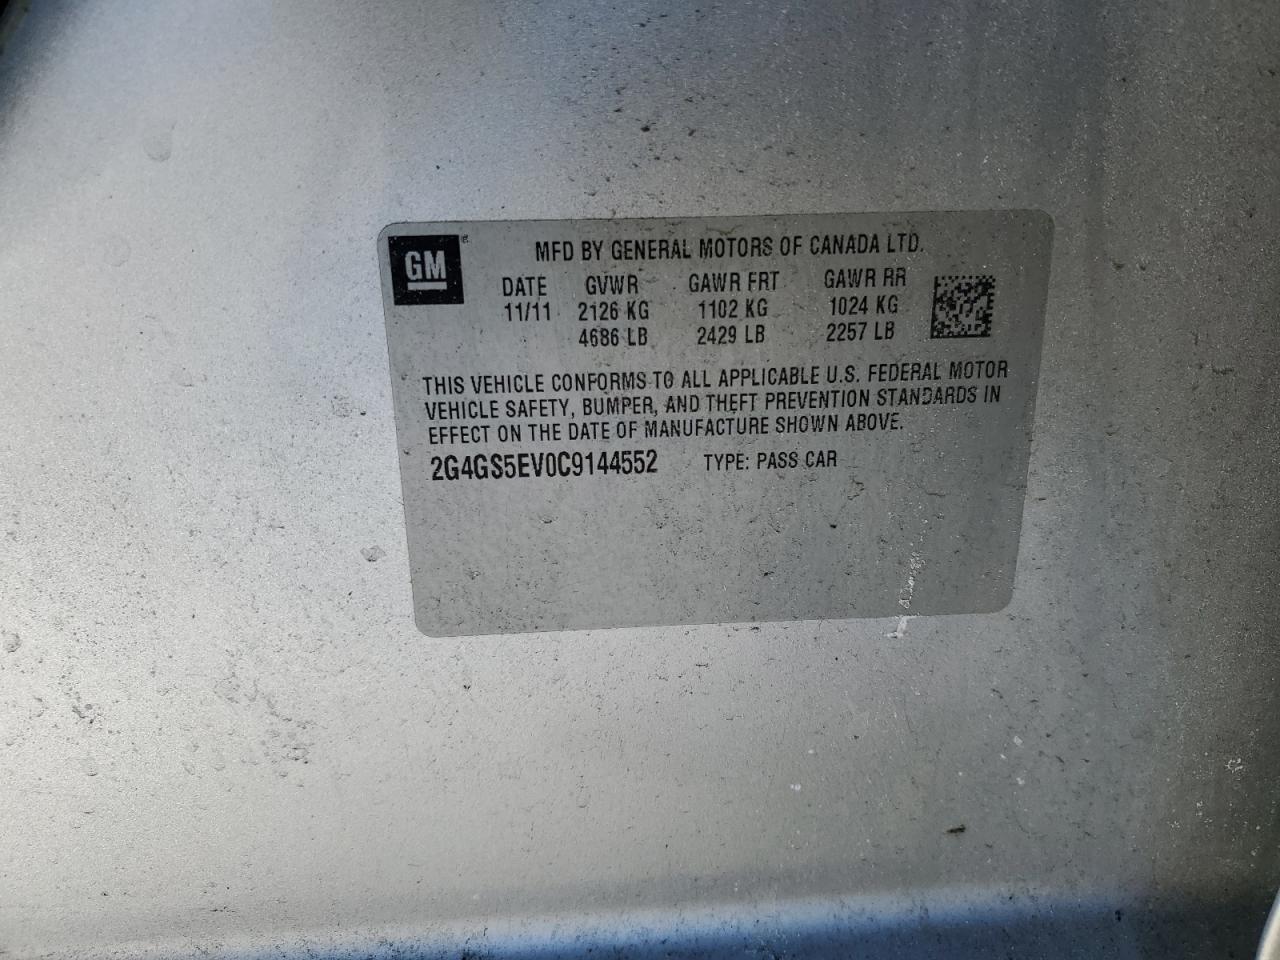 GM
MFD BY GENERAL MOTORS OF CANADA LTD.
DATE GVWR GAWR FRT GAWR RR
11/11 2126 KG 1102 KG 1024 KG
4686 LB 2429 LB 2257 LB
THIS VEHICLE CONFORMS TO ALL APPLICABLE U.S. FEDERAL MOTOR
VEHICLE SAFETY, BUMPER, AND THEFT PREVENTION STANDARDS IN
EFFECT ON THE DATE OF MANUFACTURE SHOWN ABOVE.
2G4GS5EV0C9144552 TYPE: PASS CAR